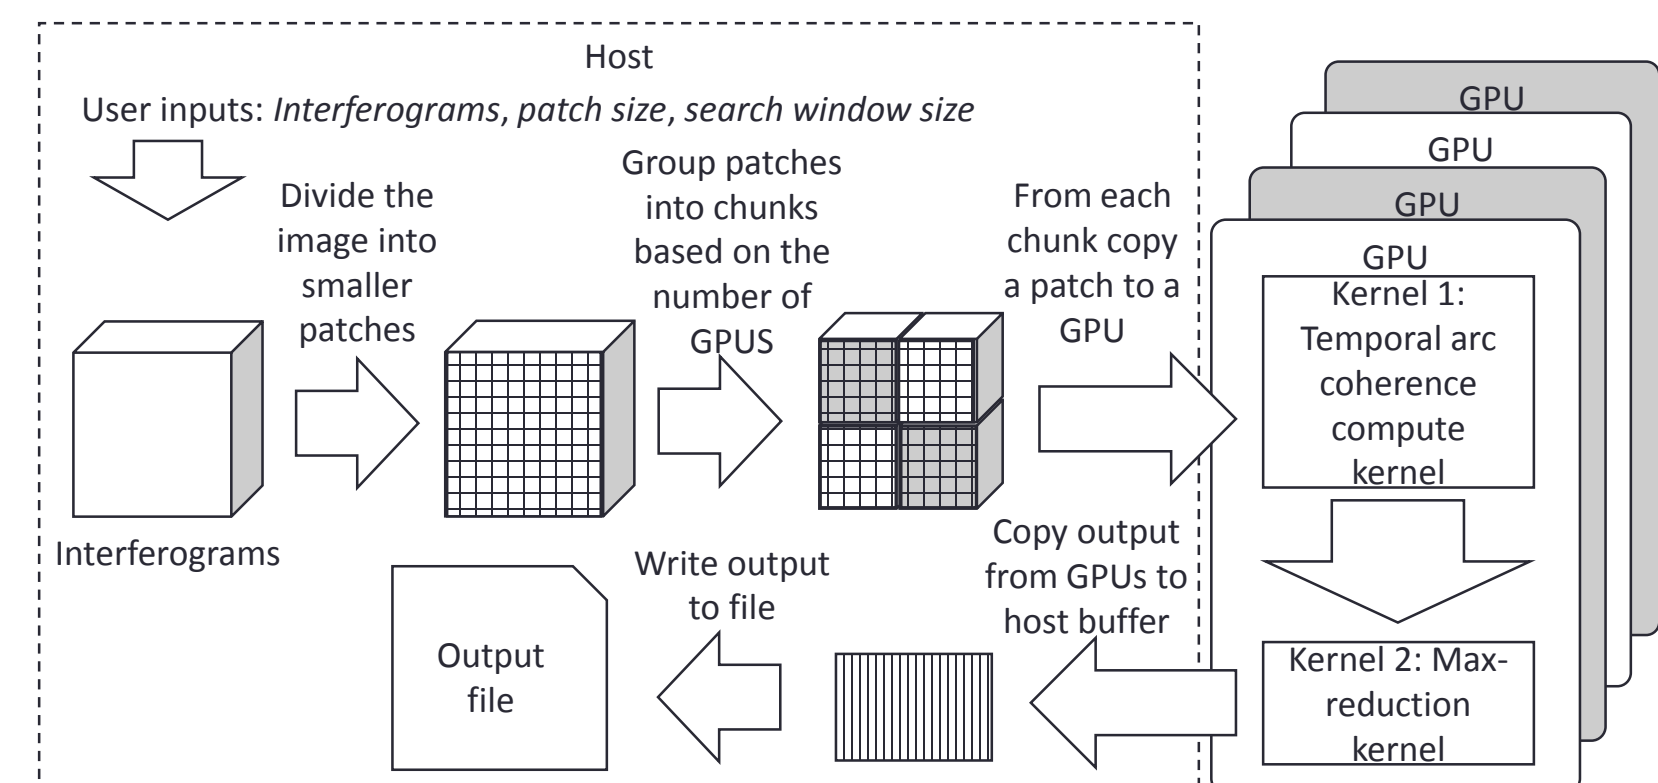 Host
User inputs: Interferograms, patch size, search window size
Divide the
image into
smaller
patches
Group patches
into chunks
based on the
number of
GPUS
From each
chunk copy
a patch to a
GPU
GPU
GPU
GPU
GPU
Kernel 1:
Temporal arc
coherence
compute
kernel
Interferograms
Output
file
Write output
to file
Copy output
from GPUs to
host buffer
Kernel 2: Max-
reduction
kernel